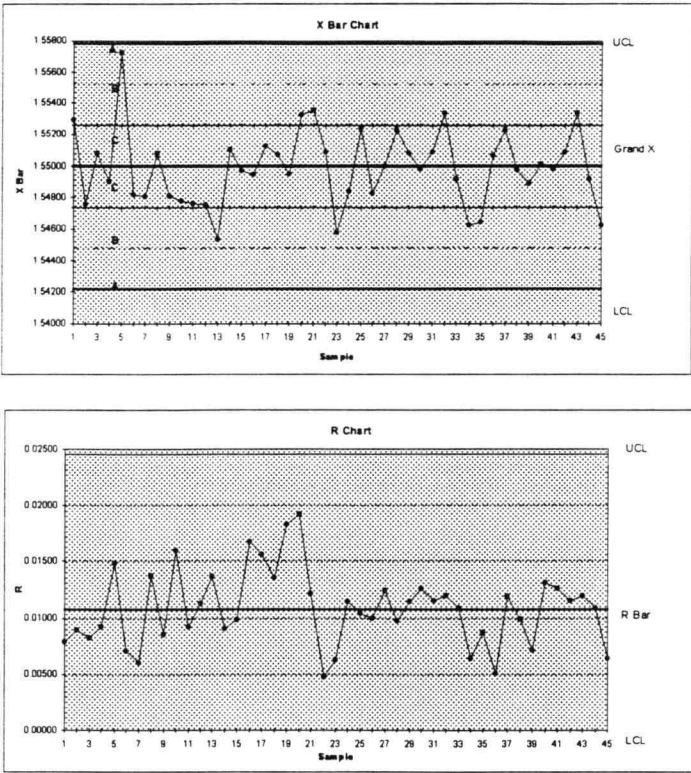 X Bar Chart
UCL
1.55800
1.55600
1.55400
1.55200
1.55000
1.54800
1.54600
1.54400
1.54200
1.54000
X Bar
A
B
C
C
B
A
Grand X
LCL
1 3 5 7 9 11 13 15 17 19 21 23 25 27 29 31 33 35 37 39 41 43 45
Sample
R Chart
UCL
0.02500
0.02000
0.01500
0.01000
0.00500
0.00000
R
R Bar
LCL
1 3 5 7 9 11 13 15 17 19 21 23 25 27 29 31 33 35 37 39 41 43 45
Sample